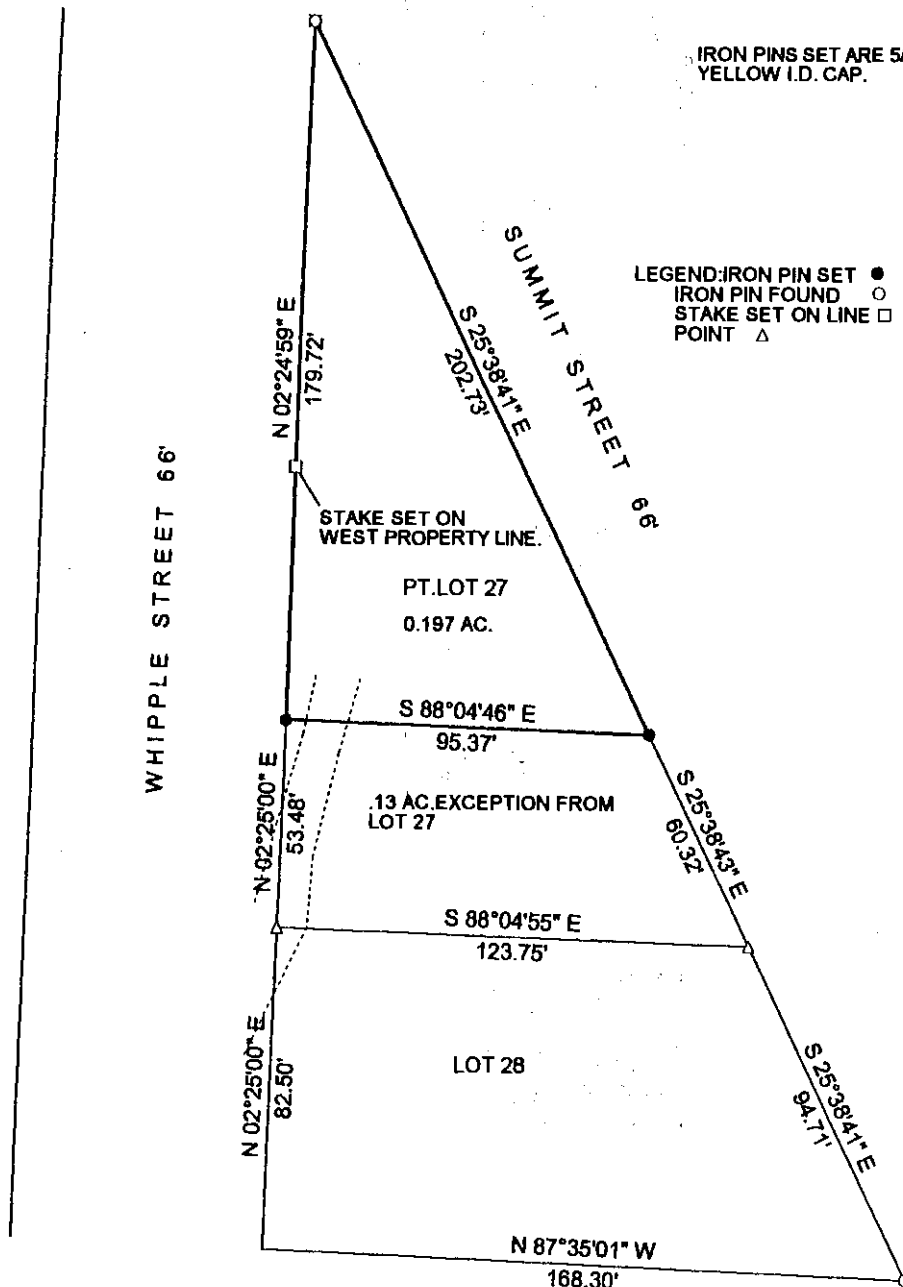 IRON PINS SET ARE 5/
YELLOW I.D. CAP.
SUMMIT STREET 66'
LEGEND:IRON PIN SET
IRON PIN FOUND
STAKE SET ON LINE
POINT
N 02°24'59" E
179.72'
S 25°38'41" E
202.73'
STAKE SET ON
WEST PROPERTY LINE.
WHIPPLE STREET 66'
PT.LOT 27
0.197 AC.
S 88°04'46" E
95.37'
N 02°25'00" E
53.48'
.13 AC.EXCEPTION FROM
LOT 27
S 25°38'43" E
60.32'
S 88°04'55" E
123.75'
N 02°25'00" E
82.50'
LOT 28
S 25°38'41" E
94.71'
N 87°35'01" W
168.30'